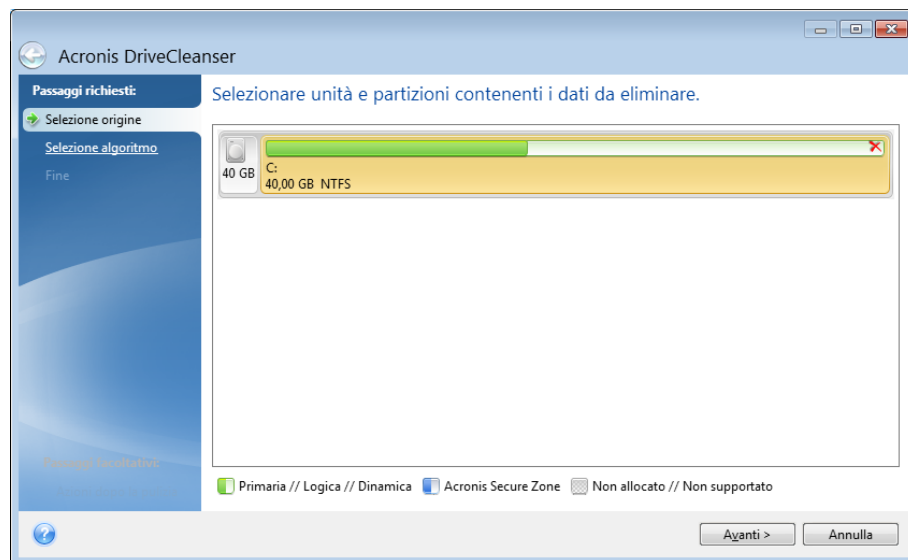 Acronis DriveCleanser
Passaggi richiesti:
Selezione origine
Selezione algoritmo
Fine
Selezionare unità e partizioni contenenti i dati da eliminare.
40 GB
C:
40,00 GB NTFS
Primaria // Logica // Dinamica
Acronis Secure Zone
Non allocato // Non supportato
Avanti >
Annulla